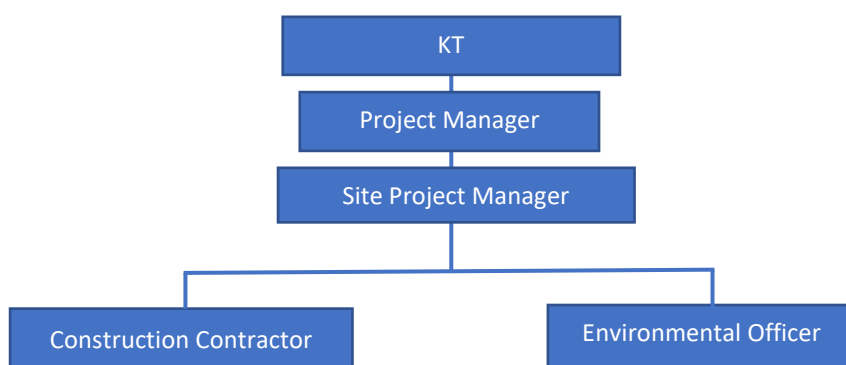 KT
Project Manager
Site Project Manager
Construction Contractor
Environmental Officer